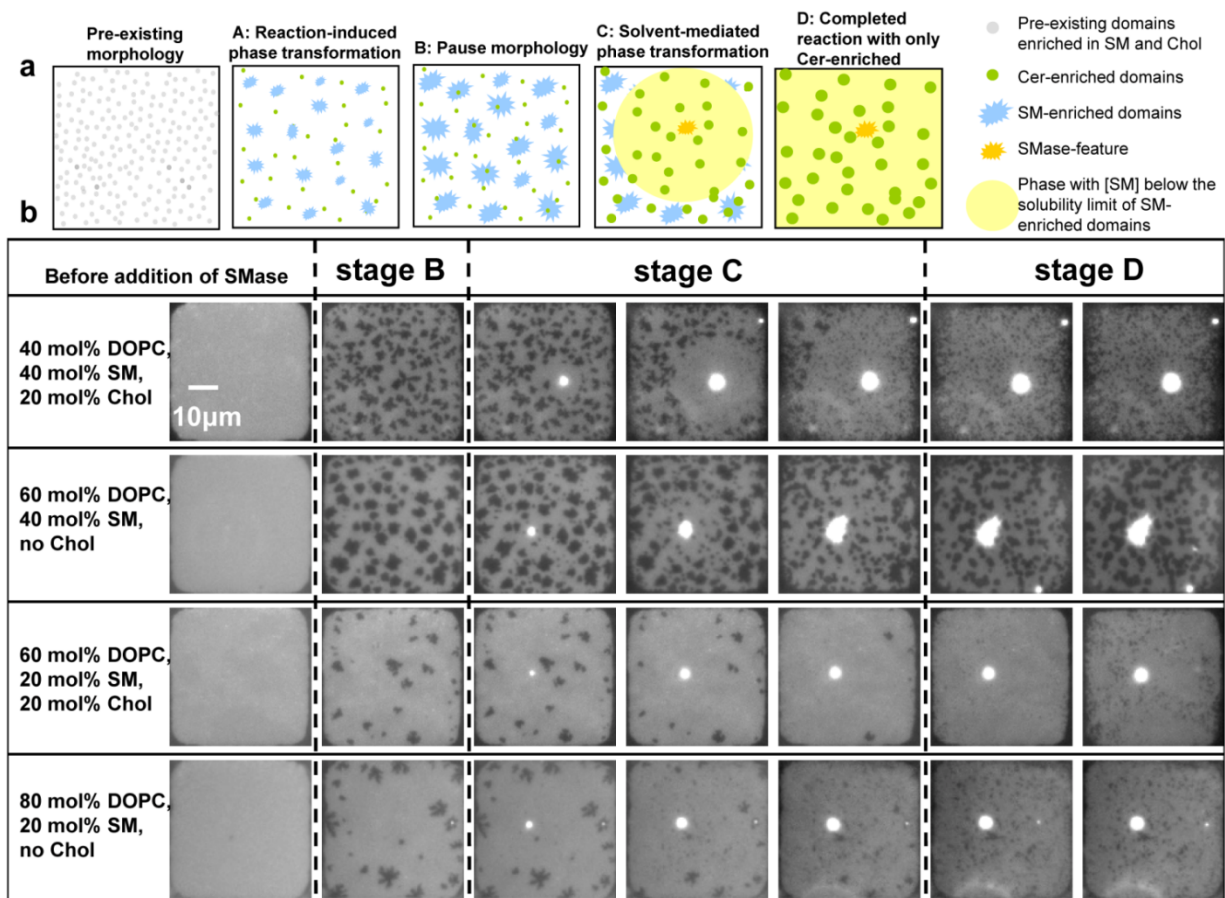 a
Pre-existing
morphology
A: Reaction-induced
phase transformation
B: Pause morphology
C: Solvent-mediated
phase transformation
D: Completed
reaction with only
Cer-enriched
Pre-existing domains
enriched in SM and Chol
Cer-enriched domains
SM-enriched domains
SMase-feature
Phase with [SM] below the
solubility limit of SM-
enriched domains
b
Before addition of SMase
stage B
stage C
stage D
40 mol% DOPC,
40 mol% SM,
20 mol% Chol
10µm
60 mol% DOPC,
40 mol% SM,
no Chol
60 mol% DOPC,
20 mol% SM,
20 mol% Chol
80 mol% DOPC,
20 mol% SM,
no Chol